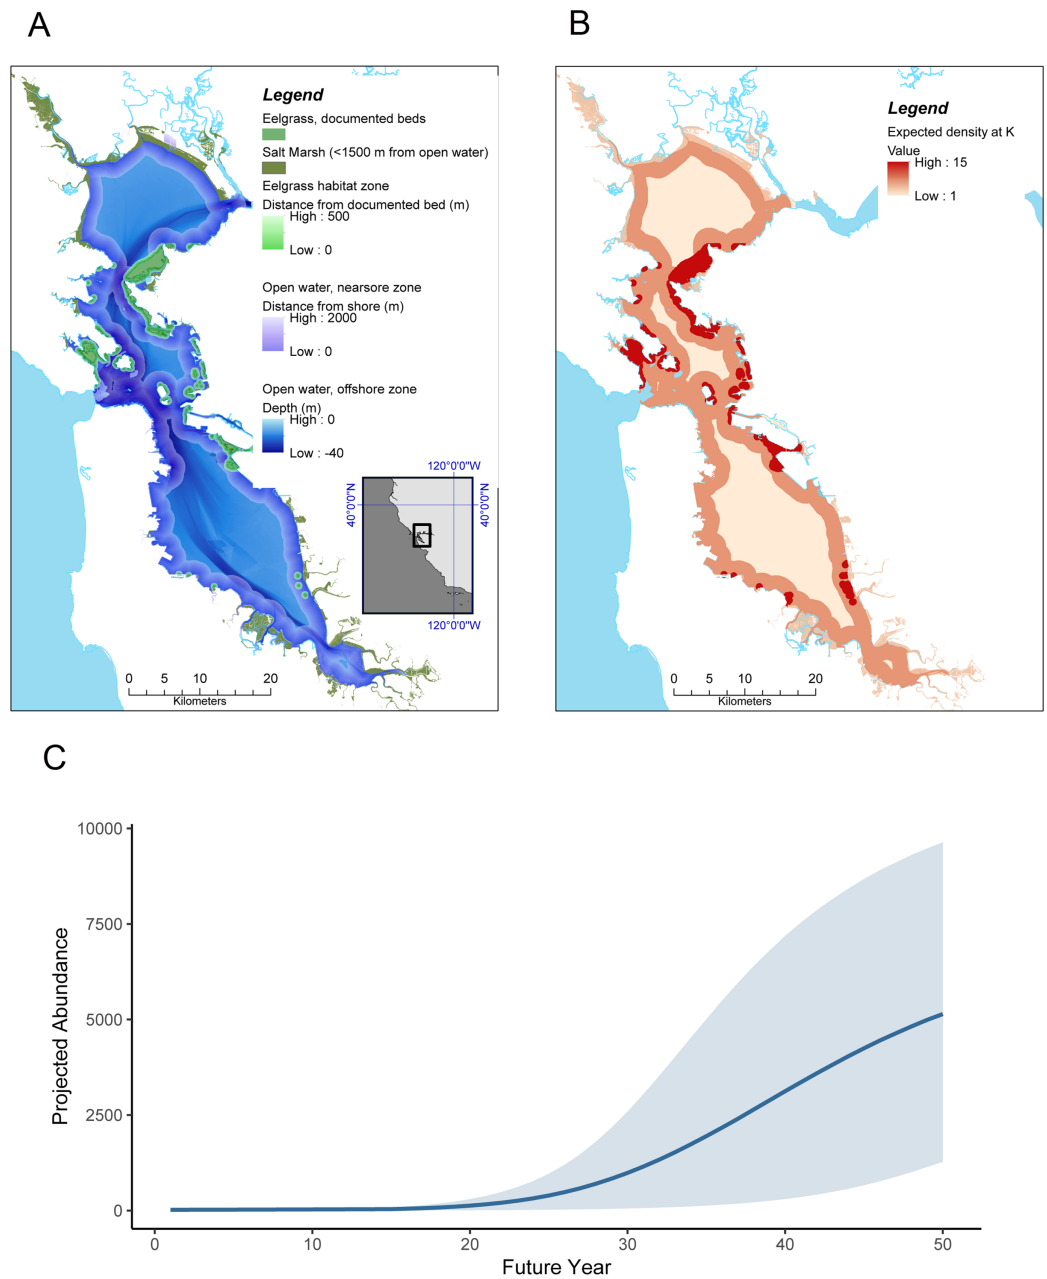 A
Legend
Eelgrass, documented beds
Salt Marsh (<1500 m from open water)
Eelgrass habitat zone
Distance from documented bed (m)
High : 500
Low : 0
Open water, nearsore zone
Distance from shore (m)
High : 2000
Low : 0
Open water, offshore zone
Depth (m)
High : 0
Low : -40
120°0'0"W
40°0'0"N
40°0'0"N
120°0'0"W
0 5 10 20
Kilometers
B
Legend
Expected density at K
Value
High : 15
Low : 1
0 5 10 20
Kilometers
C
10000
7500
5000
2500
0
Projected Abundance
0 10 20 30 40 50
Future Year